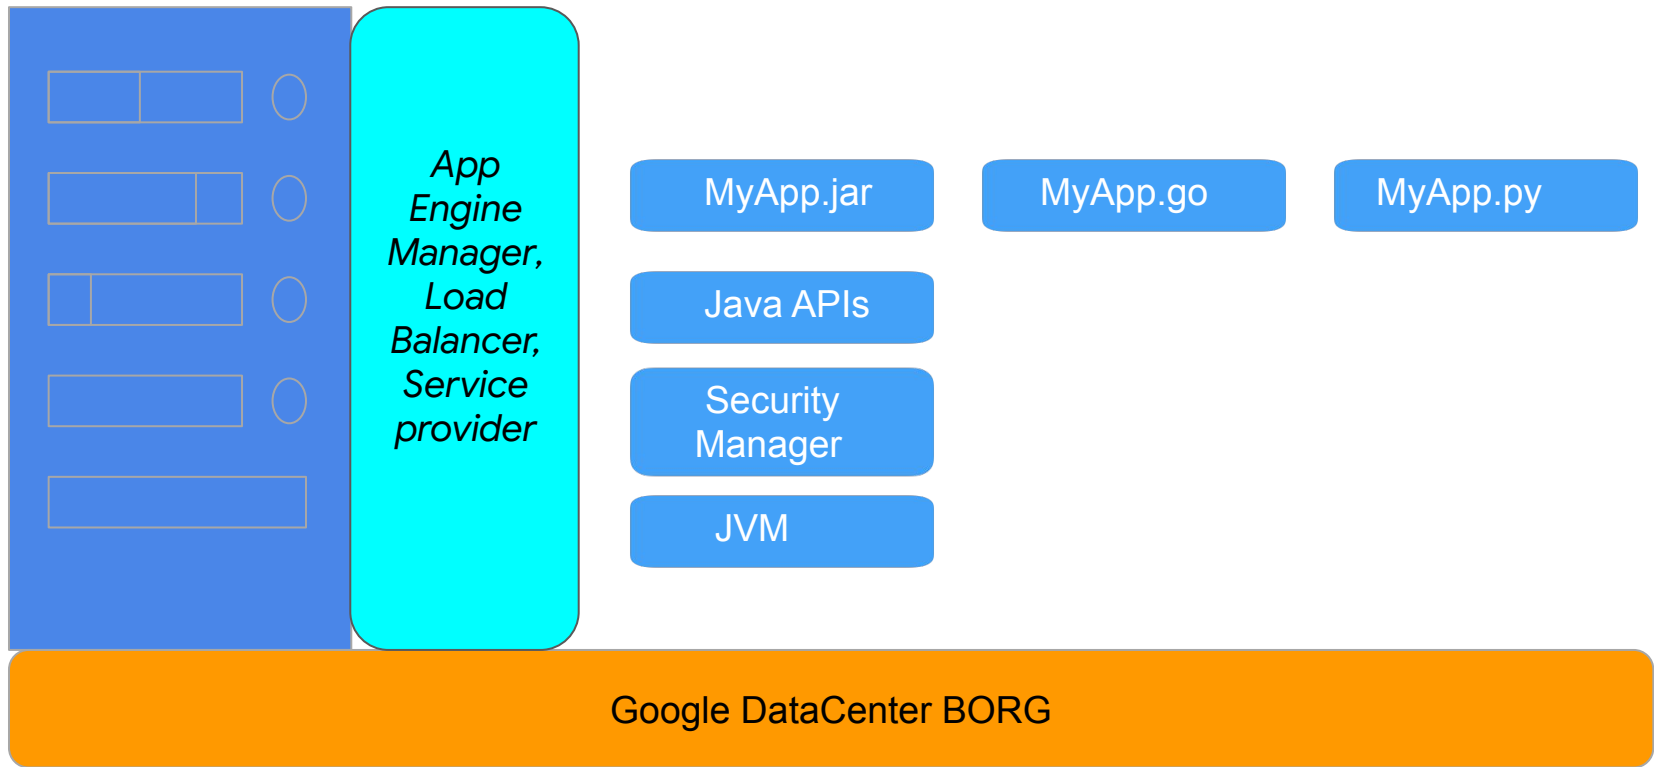 App
Engine
Manager,
Load
Balancer,
Service
provider
MyApp.jar
MyApp.go
MyApp.py
Java APIs
Security
Manager
JVM
Google DataCenter BORG